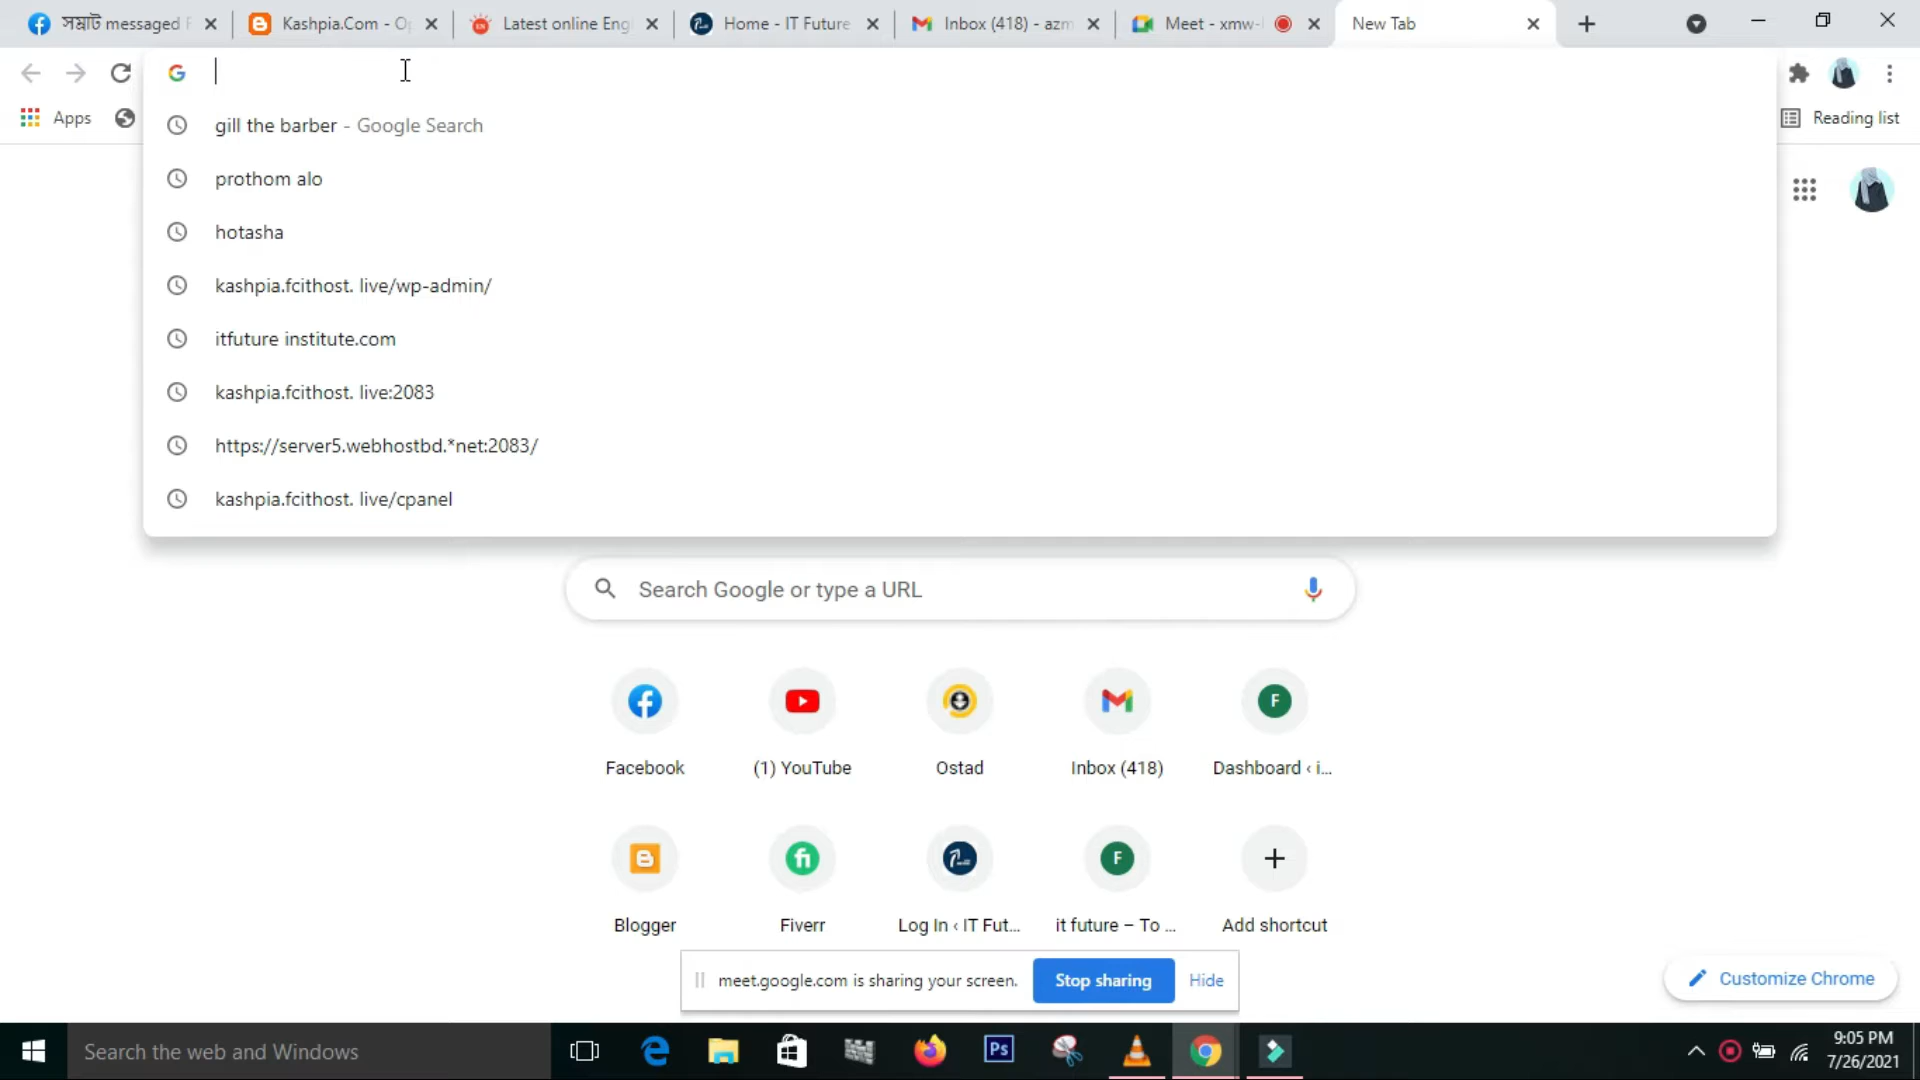 সম্রাট messaged
Kashpia.Com - Op
Latest online Eng
Home - IT Future
Inbox (418) - azm
Meet - xmw-
New Tab
Apps
Reading list
gill the barber - Google Search
prothom alo
hotasha
kashpia.fcithost. live/wp-admin/
itfuture institute.com
kashpia.fcithost. live:2083
https://server5.webhostbd.*net:2083/
kashpia.fcithost. live/cpanel
Search Google or type a URL
Facebook
(1) YouTube
Ostad
Inbox (418)
Dashboard ‹ i...
Blogger
Fiverr
Log In ‹ IT Fut...
it future – To ...
Add shortcut
meet.google.com is sharing your screen.
Stop sharing
Hide
Customize Chrome
Search the web and Windows
Ps
9:05 PM
7/26/2021